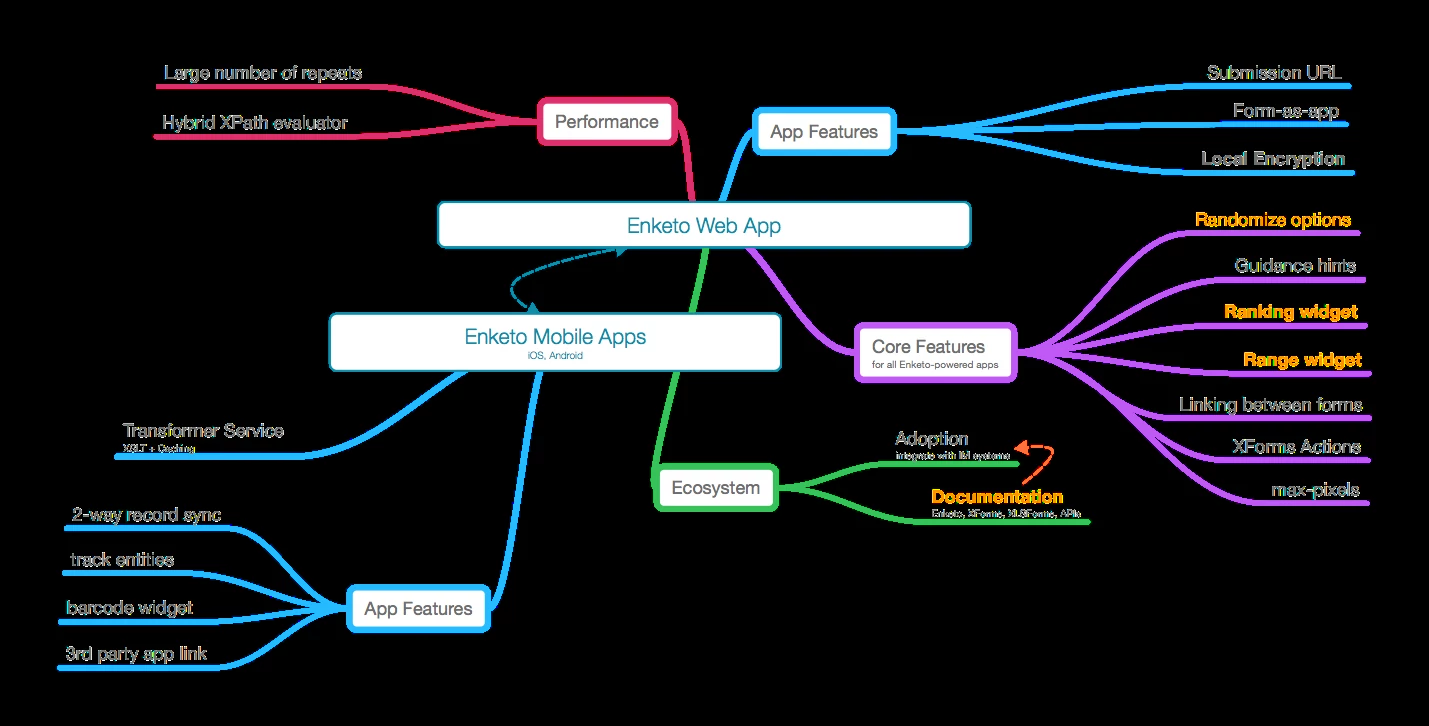 Large number of repeats
Hybrid XPath evaluator
Performance
App Features
Submission URL
Form-as-app
Local Encryption
Enketo Web App
Randomize options
Guidance hints
Ranking widget
Range widget
Linking between forms
XForms Actions
max-pixels
Core Features
for all Enketo-powered apps
Enketo Mobile Apps
iOS, Android
Transformer Service
XSLT + Caching
Adoption
integrate with IM systems
Ecosystem
Documentation
Enketo, XForms, XLSForms, APIs
2-way record sync
track entities
barcode widget
3rd party app link
App Features